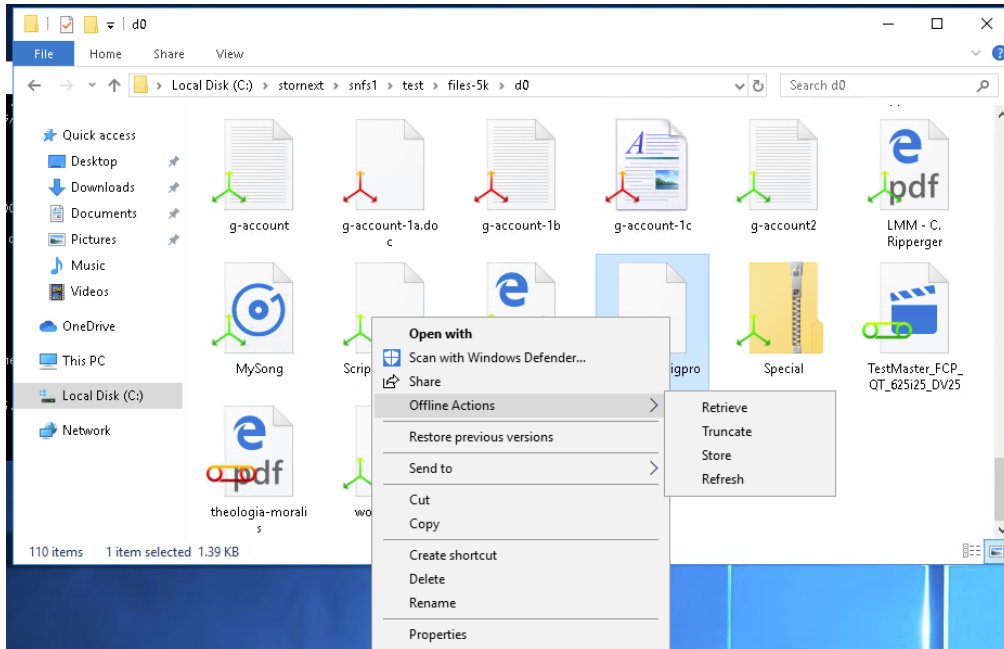 d0
File Home Share View
Local Disk (C:) > stornext > snfs1 > test > files-5k > d0
Search d0
Quick access
Desktop
Downloads
Documents
Pictures
Music
Videos
OneDrive
This PC
Local Disk (C:)
Network
A
pdf
g-account
g-account-1a.do
c
g-account-1b
g-account-1c
g-account2
LMM - C.
Ripperger
MySong
Scrip
igpro
Special
TestMaster_FCP_
QT_625i25_DV25
pdf
theologia-morali
s
wo
Open with
Scan with Windows Defender...
Share
Offline Actions
Restore previous versions
Send to
Cut
Copy
Create shortcut
Delete
Rename
Properties
Retrieve
Truncate
Store
Refresh
110 items 1 item selected 1.39 KB